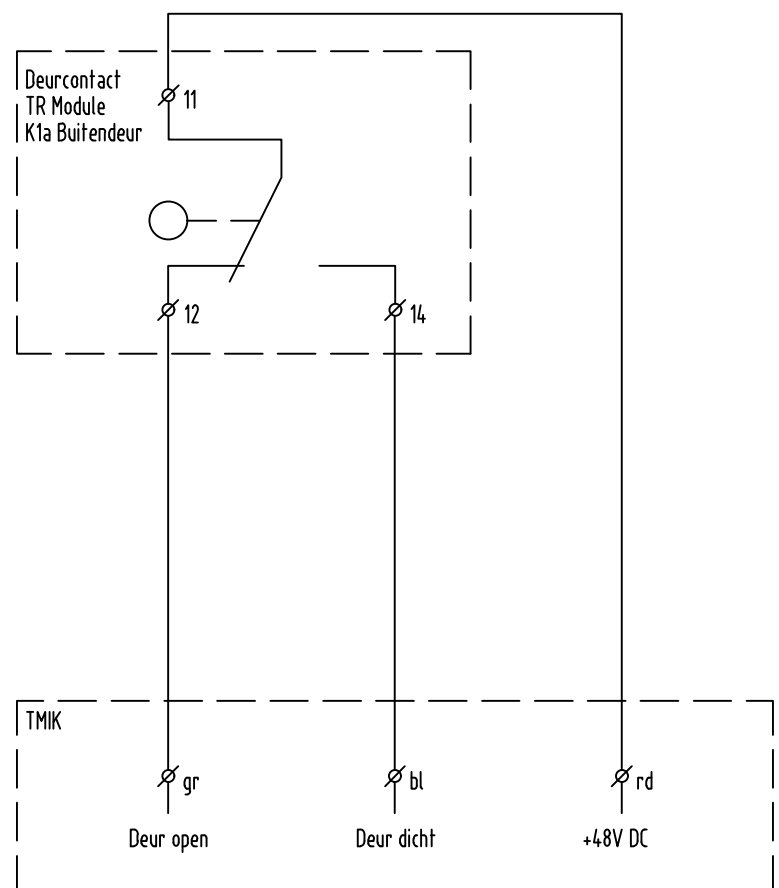 Deurcontact
TR Module
K1a Buitendeur
11
12
14
TMIK
gr
bl
rd
Deur open
Deur dicht
+48V DC